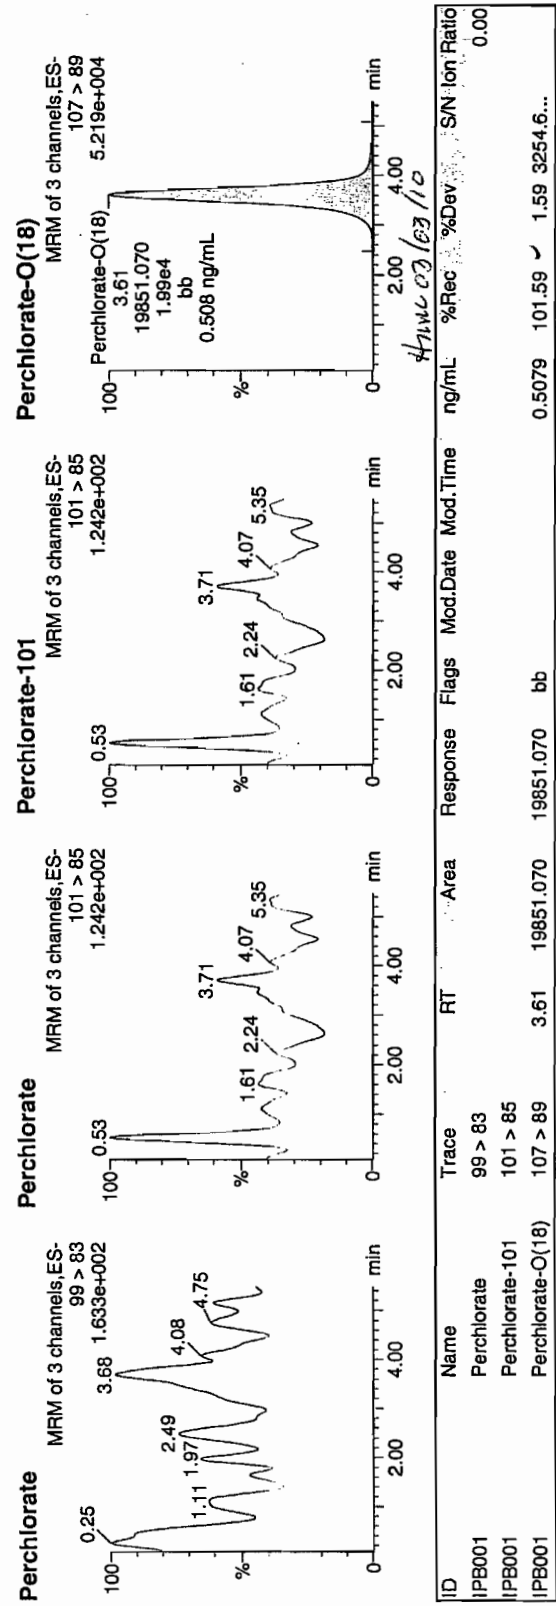 Perchlorate
MRM of 3 channels,ES-
99 > 83
1.633e+002
100
%
0
0.25
1.11
1.97
2.49
3.68
4.08
4.75
2.00
4.00
min
Perchlorate
MRM of 3 channels,ES-
101 > 85
1.242e+002
100
%
0
0.53
1.61
2.24
3.71
4.07
5.35
2.00
4.00
min
Perchlorate-101
MRM of 3 channels,ES-
101 > 85
1.242e+002
100
%
0
0.53
1.61
2.24
3.71
4.07
5.35
2.00
4.00
min
Perchlorate-O(18)
MRM of 3 channels,ES-
107 > 89
5.219e+004
100
%
0
Perchlorate-O(18)
3.61
19851.070
1.99e4
bb
0.508 ng/mL
2.00
4.00
min
03/03/10
ID Name Trace RT Area Response Flags Mod.Date Mod.Time ng/mL %Rec %Dev S/N Ion Ratio
IPB001 Perchlorate 99 > 83 0.00
IPB001 Perchlorate-101 101 > 85
IPB001 Perchlorate-O(18) 107 > 89 3.61 19851.070 19851.070 bb 0.5079 101.59 ✓ 1.59 3254.6...